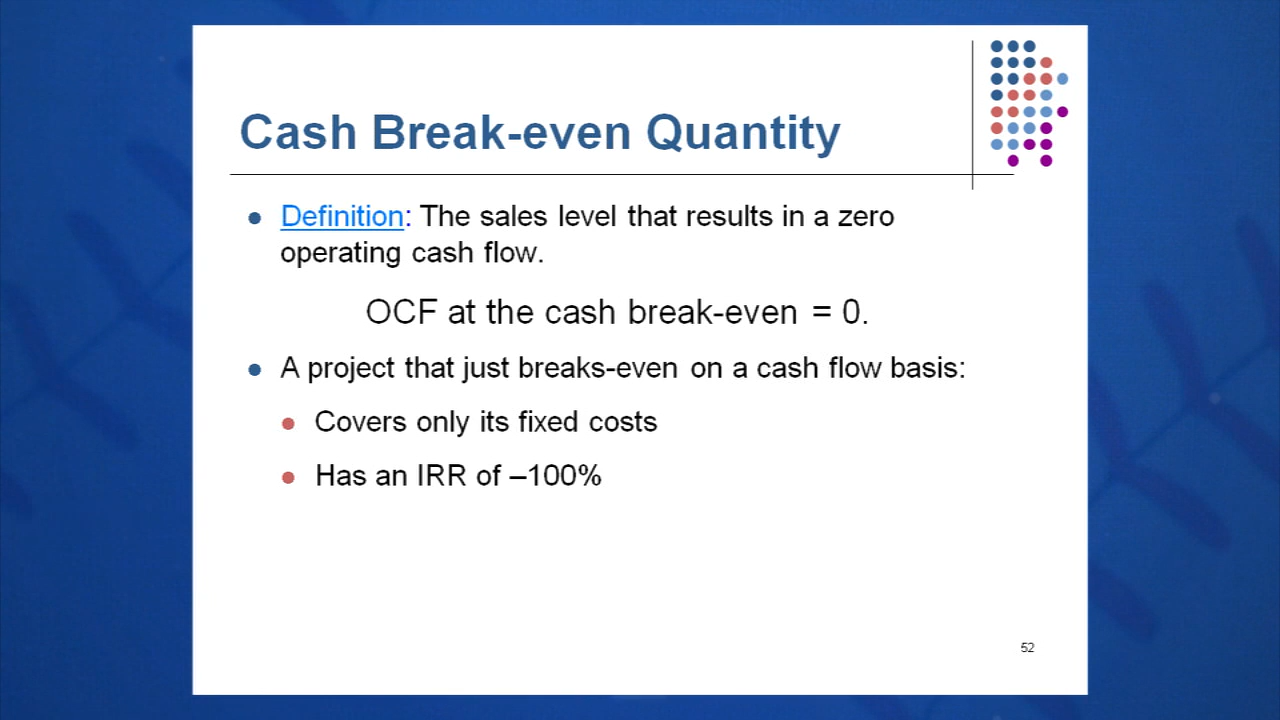 Cash Break-even Quantity
Definition: The sales level that results in a zero
operating cash flow.
OCF at the cash break-even = 0.
A project that just breaks-even on a cash flow basis:
Covers only its fixed costs
Has an IRR of –100%
52